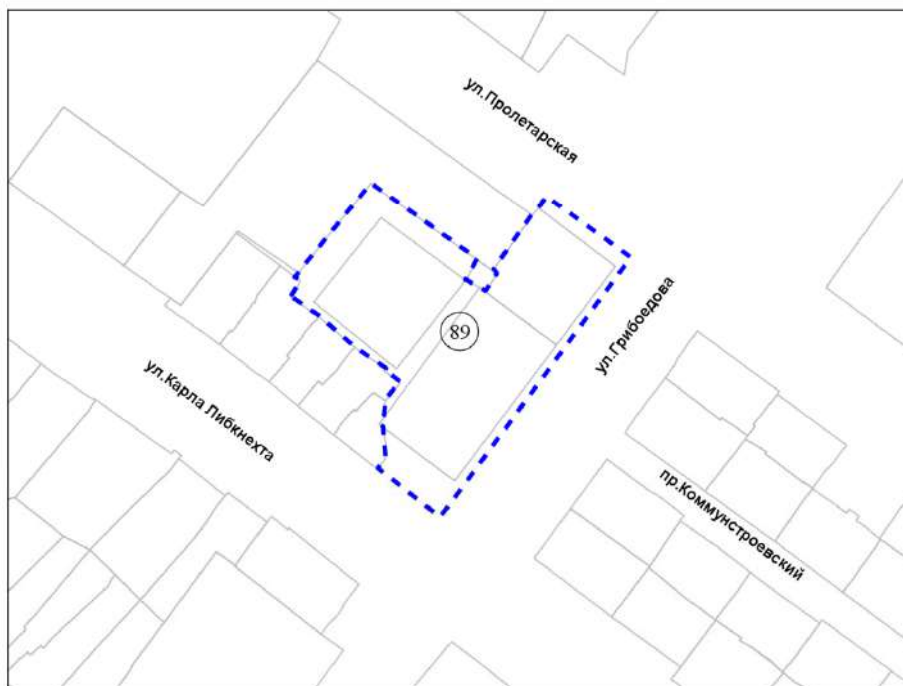 ул.Пролетарская
89
ул.Грибоедова
ул.Карла Либкнехта
пр.Коммунстроевский